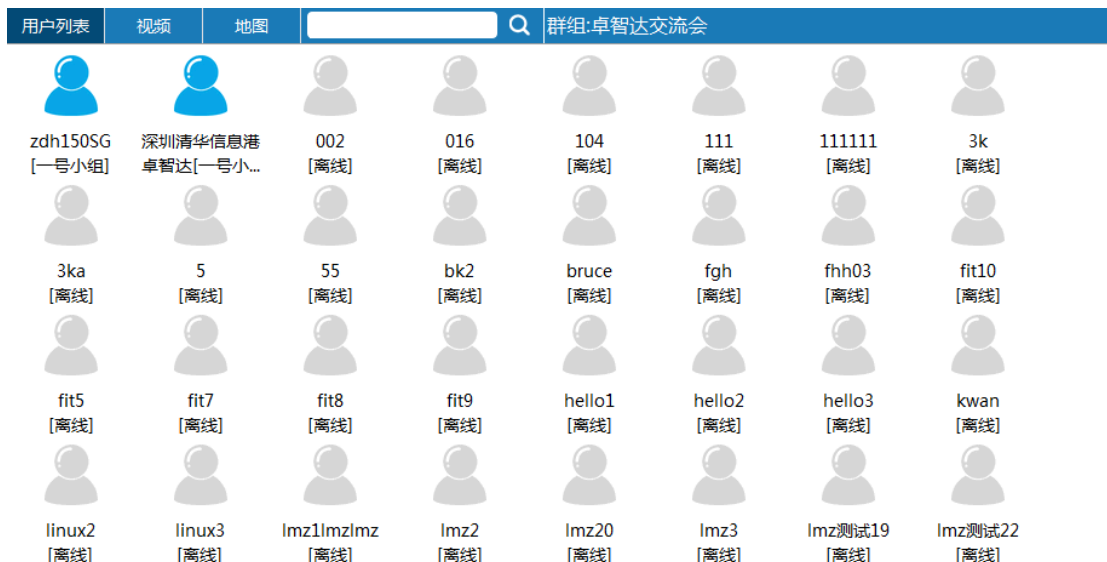 用户列表 视频 地图 群组:卓智达交流会
zdh150SG 深圳清华信息港 002 016 104 111 111111 3k
[一号小组] 卓智达[一号小... [离线] [离线] [离线] [离线] [离线] [离线]
3ka 5 55 bk2 bruce fgh fhh03 fit10
[离线] [离线] [离线] [离线] [离线] [离线] [离线] [离线]
fit5 fit7 fit8 fit9 hello1 hello2 hello3 kwan
[离线] [离线] [离线] [离线] [离线] [离线] [离线] [离线]
linux2 linux3 lmz1lmzlmz lmz2 lmz20 lmz3 lmz测试19 lmz测试22
[离线] [离线] [离线] [离线] [离线] [离线] [离线] [离线]